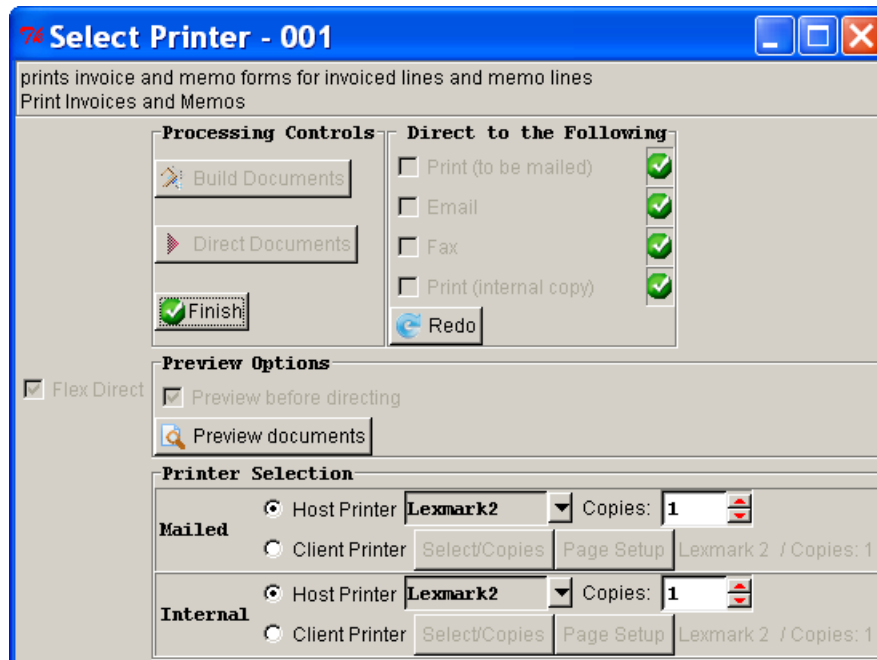 7k Select Printer - 001
prints invoice and memo forms for invoiced lines and memo lines
Print Invoices and Memos
Processing Controls
Build Documents
Direct Documents
Finish
Direct to the Following
Print (to be mailed)
Email
Fax
Print (internal copy)
Redo
Flex Direct
Preview Options
Preview before directing
Preview documents
Printer Selection
Mailed
Host Printer Lexmark2 Copies: 1
Client Printer Select/Copies Page Setup Lexmark 2 / Copies: 1
Internal
Host Printer Lexmark2 Copies: 1
Client Printer Select/Copies Page Setup Lexmark 2 / Copies: 1